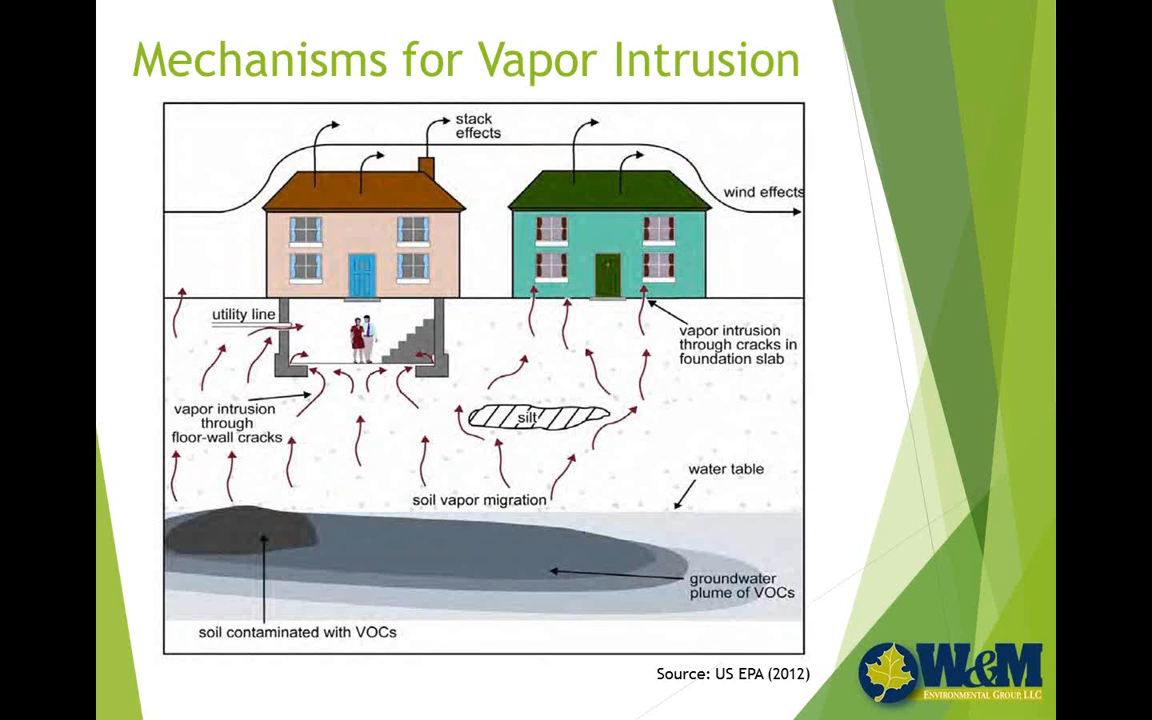 Mechanisms for Vapor Intrusion
stack
effects
wind effects
utility line
vapor intrusion
through cracks in
foundation slab
vapor intrusion
through
floor-wall cracks
silt
water table
soil vapor migration
groundwater
plume of VOCs
soil contaminated with VOCs
Source: US EPA (2012)
W&M
ENVIRONMENTAL GROUP, LLC